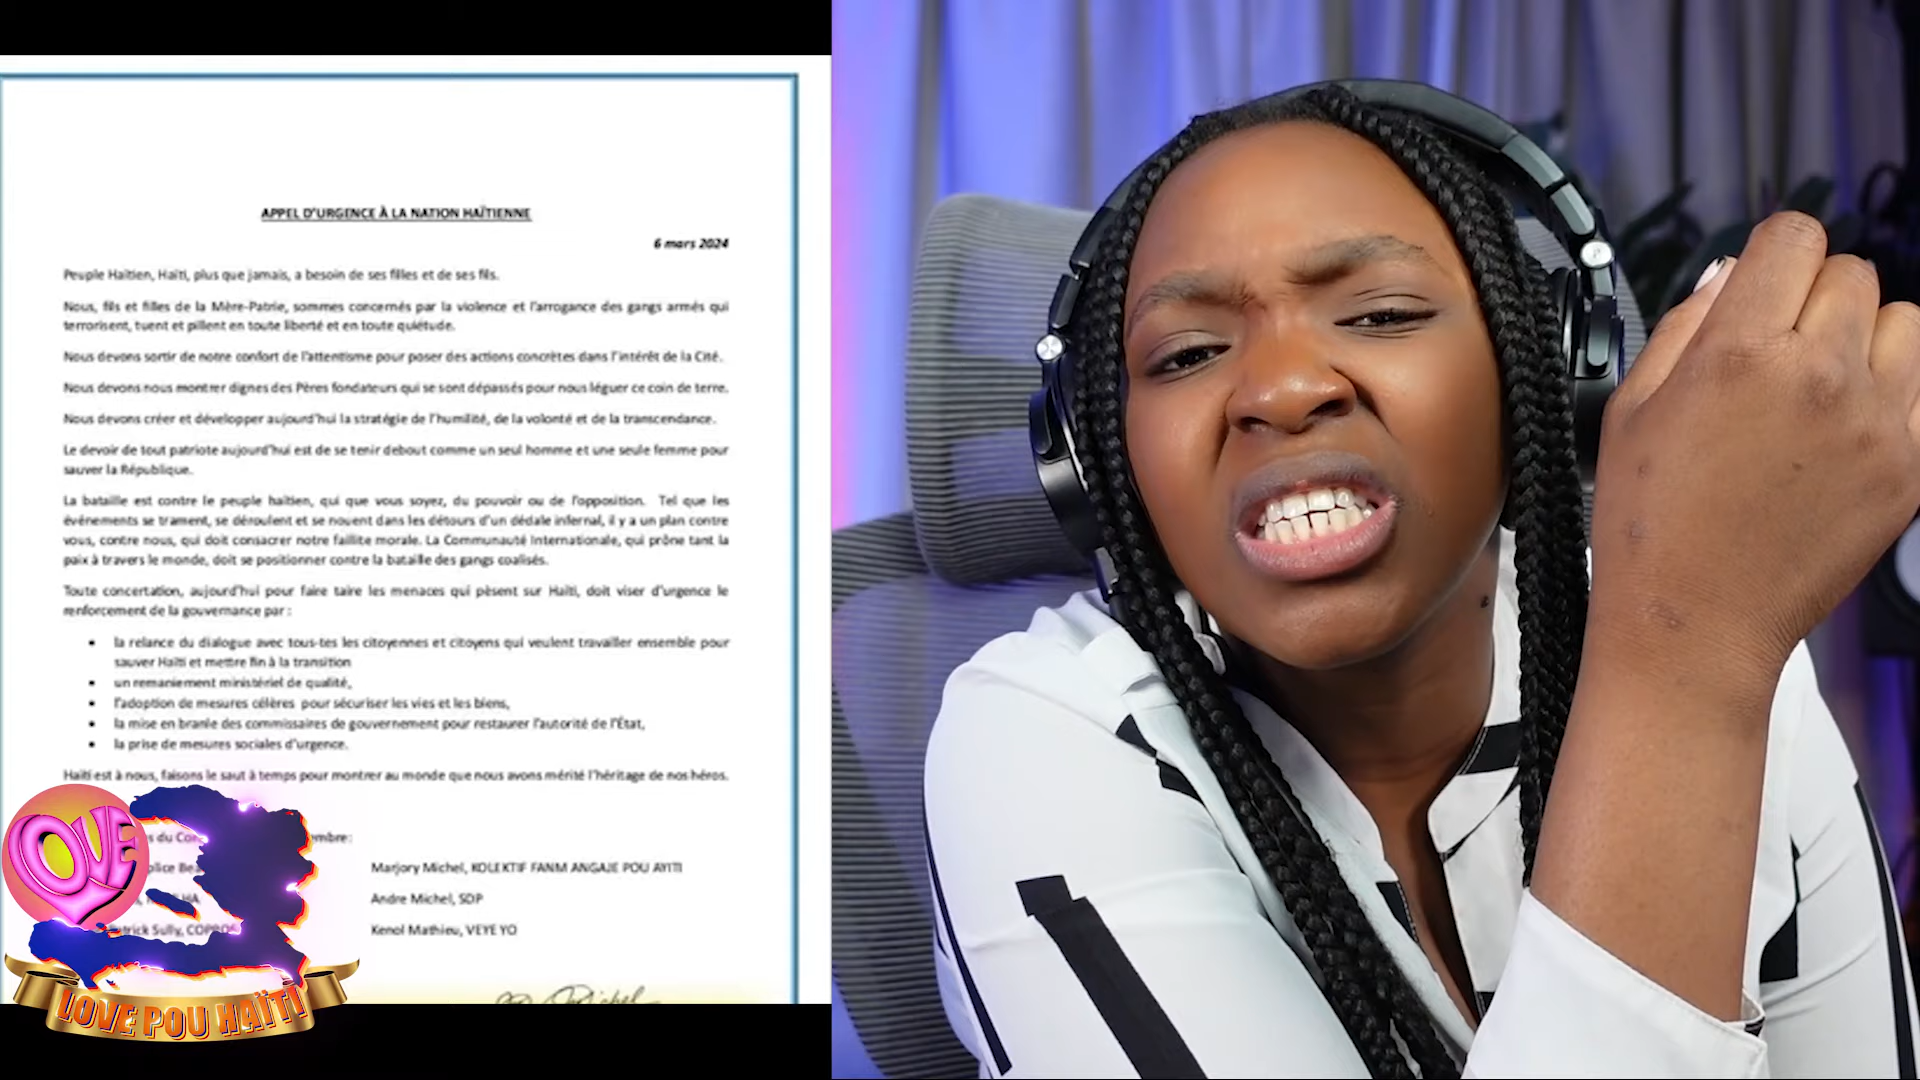 APPEL D'URGENCE À LA NATION HAÏTIENNE
6 mars 2024
Peuple Haïtien, Haïti, plus que jamais, a besoin de ses filles et de ses fils.
Nous, fils et filles de la Mère-Patrie, sommes concernés par la violence et l'arrogance des gangs armés qui
terrorisent, tuent et pillent en toute liberté et en toute quiétude.
Nous devons sortir de notre confort de l'attentisme pour poser des actions concrètes dans l'intérêt de la Cité.
Nous devons nous montrer dignes des Pères fondateurs qui se sont dépassés pour nous léguer ce coin de terre.
Nous devons créer et développer aujourd'hui la stratégie de l'humilité, de la volonté et de la transcendance.
Le devoir de tout patriote aujourd'hui est de se tenir debout comme un seul homme et une seule femme pour
sauver la République.
La bataille est contre le peuple haïtien, qui que vous soyez, du pouvoir ou de l'opposition. Tel que les
événements se trament, se déroulent et se nouent dans les détours d'un dédale infernal, il y a un plan contre
vous, contre nous, qui doit consacrer notre faillite morale. La Communauté Internationale, qui prône tant la
paix à travers le monde, doit se positionner contre la bataille des gangs coalisés.
Toute concertation, aujourd'hui pour faire taire les menaces qui pèsent sur Haïti, doit viser d'urgence le
renforcement de la gouvernance par :
• la relance du dialogue avec tous-tes les citoyennes et citoyens qui veulent travailler ensemble pour
sauver Haïti et mettre fin à la transition
• un remaniement ministériel de qualité,
• l'adoption de mesures célères pour sécuriser les vies et les biens,
• la mise en branle des commissaires de gouvernement pour restaurer l'autorité de l'État,
• la prise de mesures sociales d'urgence.
Haïti est à nous, faisons le saut à temps pour montrer au monde que nous avons mérité l'héritage de nos héros.
du
Marjory Michel, KOLEKTIF FANM ANGAJE POU AYITI
Andre Michel, SDP
Sully, Kenol Mathieu, VEYE YO
Michel
LOVE
LOVE POU HAÏTI